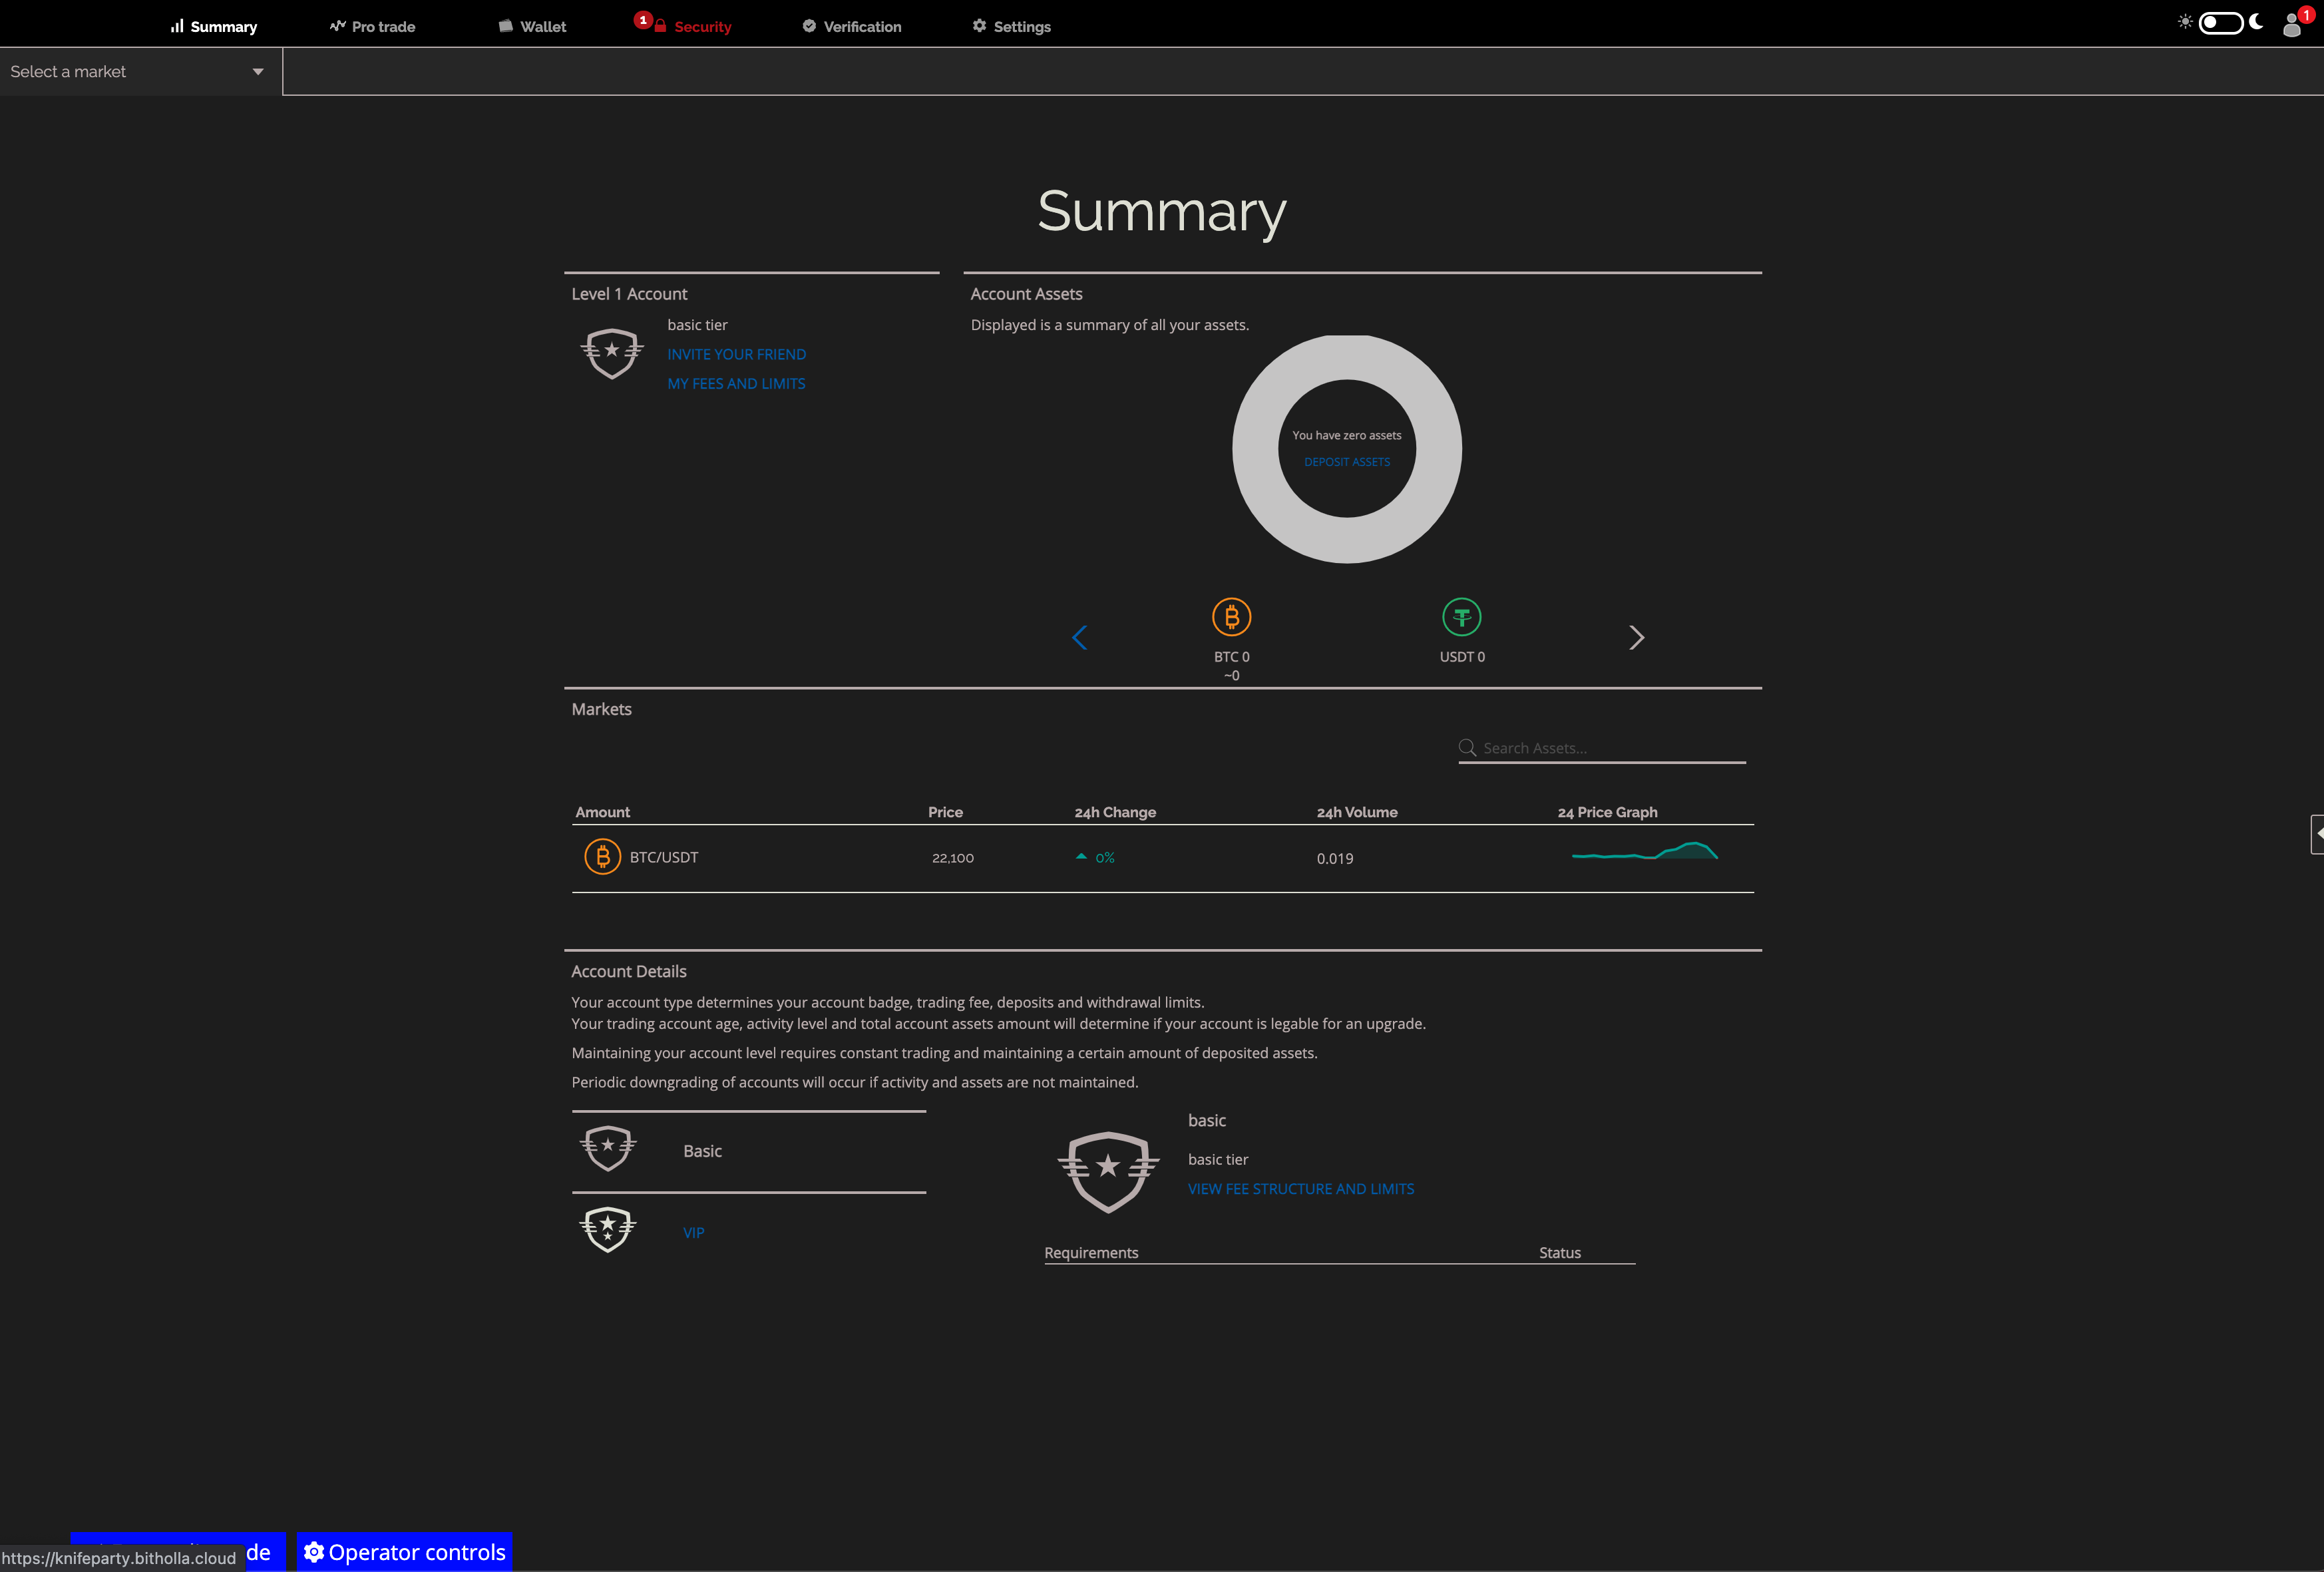 Summary
Pro trade
Wallet
1
Security
Verification
Settings
1
Select a market
Summary
Level 1 Account
basic tier
INVITE YOUR FRIEND
MY FEES AND LIMITS
Account Assets
Displayed is a summary of all your assets.
You have zero assets
DEPOSIT ASSETS
BTC 0
~0
USDT 0
Markets
Search Assets...
Amount Price 24h Change 24h Volume 24 Price Graph
BTC/USDT 22,100 0% 0.019
Account Details
Your account type determines your account badge, trading fee, deposits and withdrawal limits.
Your trading account age, activity level and total account assets amount will determine if your account is legable for an upgrade.
Maintaining your account level requires constant trading and maintaining a certain amount of deposited assets.
Periodic downgrading of accounts will occur if activity and assets are not maintained.
Basic
VIP
basic
basic tier
VIEW FEE STRUCTURE AND LIMITS
Requirements Status
https://knifeparty.bitholla.cloud
Operator controls